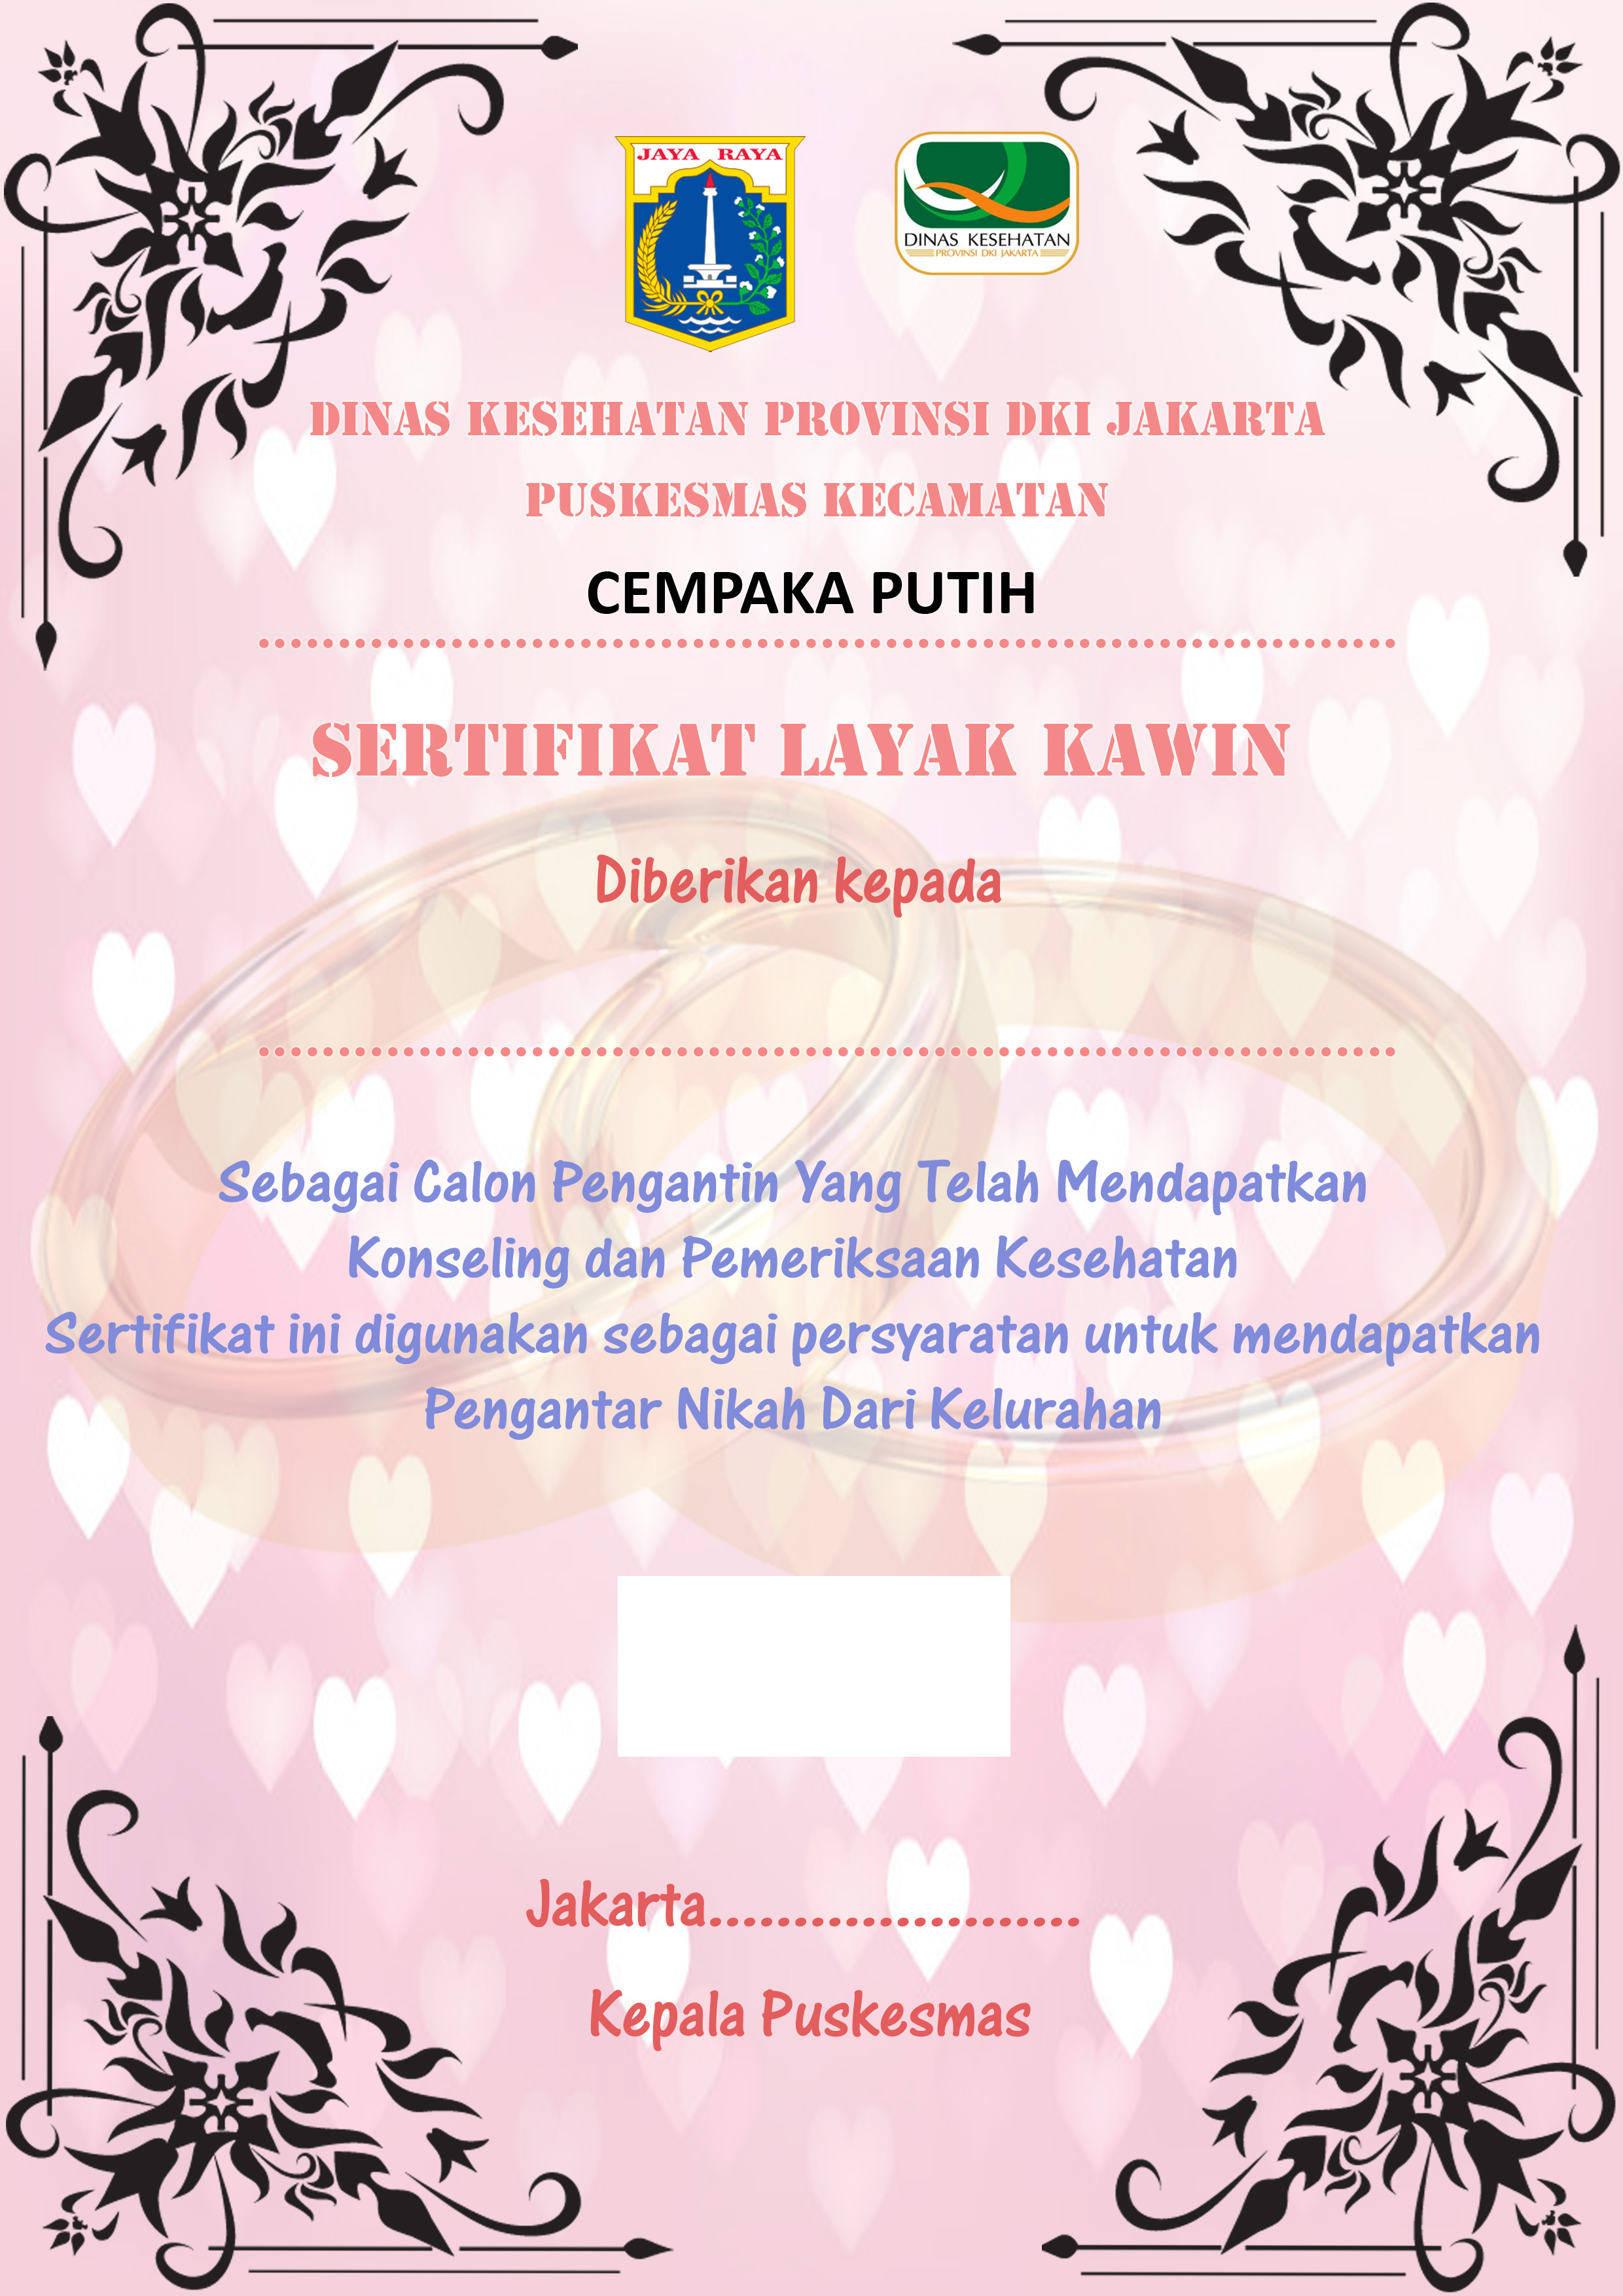 JAYA RAYA
DINAS KESEHATAN
PROVINSI DKI JAKARTA
DINAS KESEHATAN PROVINSI DKI JAKARTA
PUSKESMAS KECAMATAN
CEMPAKA PUTIH
SERTIFIKAT LAYAK KAWIN
Diberikan kepada
Sebagai Calon Pengantin Yang Telah Mendapatkan
Konseling dan Pemeriksaan Kesehatan
Sertifikat ini digunakan sebagai persyaratan untuk mendapatkan
Pengantar Nikah Dari Kelurahan
Jakarta.......................
Kepala Puskesmas